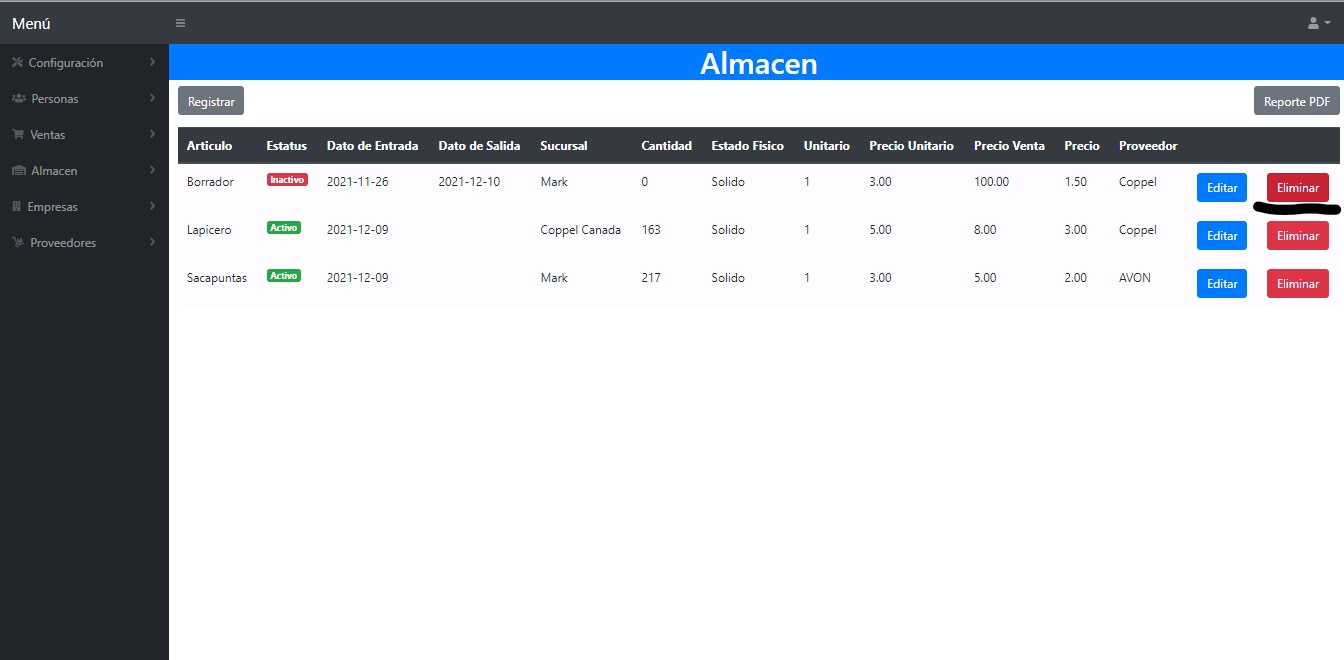 Menú
Configuración
Personas
Ventas
Almacen
Empresas
Proveedores
Almacen
Registrar Reporte PDF
Articulo Estatus Dato de Entrada Dato de Salida Sucursal Cantidad Estado Fisico Unitario Precio Unitario Precio Venta Precio Proveedor
Borrador Inactivo 2021-11-26 2021-12-10 Mark 0 Solido 1 3.00 100.00 1.50 Coppel Editar Eliminar
Lapicero Activo 2021-12-09 Coppel Canada 163 Solido 1 5.00 8.00 3.00 Coppel Editar Eliminar
Sacapuntas Activo 2021-12-09 Mark 217 Solido 1 3.00 5.00 2.00 AVON Editar Eliminar